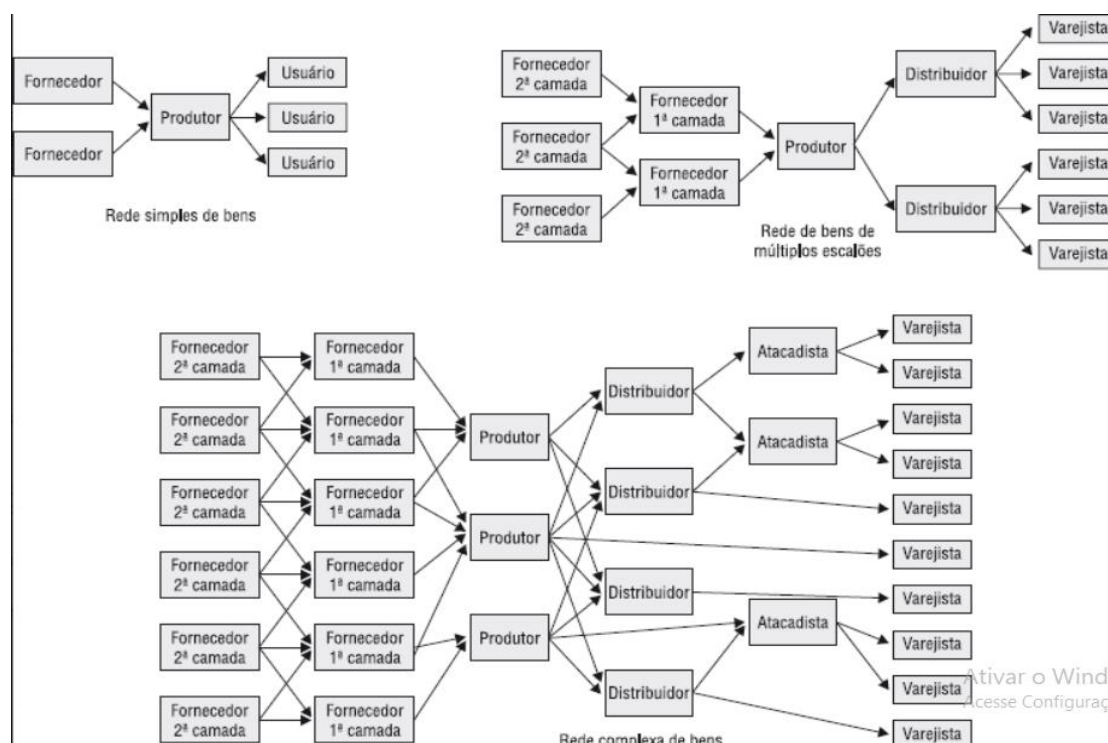 Fornecedor
Fornecedor
Produtor
Usuário
Usuário
Usuário
Rede simples de bens
Fornecedor
2ª camada
Fornecedor
2ª camada
Fornecedor
2ª camada
Fornecedor
1ª camada
Fornecedor
1ª camada
Produtor
Distribuidor
Distribuidor
Varejista
Varejista
Varejista
Varejista
Varejista
Varejista
Rede de bens de
múltiplos escalões
Fornecedor
2ª camada
Fornecedor
2ª camada
Fornecedor
2ª camada
Fornecedor
2ª camada
Fornecedor
2ª camada
Fornecedor
2ª camada
Fornecedor
1ª camada
Fornecedor
1ª camada
Fornecedor
1ª camada
Fornecedor
1ª camada
Fornecedor
1ª camada
Fornecedor
1ª camada
Produtor
Produtor
Produtor
Distribuidor
Distribuidor
Distribuidor
Distribuidor
Atacadista
Atacadista
Atacadista
Varejista
Varejista
Varejista
Varejista
Varejista
Varejista
Varejista
Varejista
Varejista
Varejista
Rede complexa de bens
Ativar o Wind
Acesse Configuraç